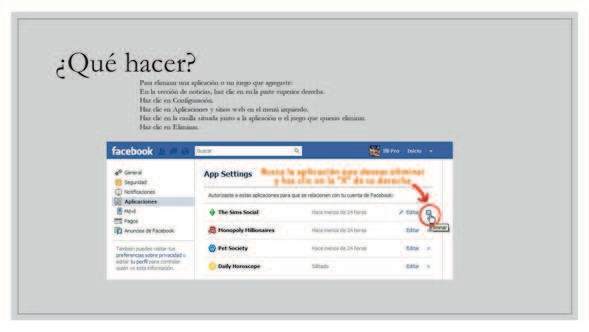 ¿Qué hacer?
Para eliminar una aplicación o un juego que agregaste:
En la sección de noticias, haz clic en en la parte superior derecha.
Haz clic en Configuración.
Haz clic en Aplicaciones y sitios web en el menú izquierdo.
Haz clic en la casilla situada junto a la aplicación o el juego que quieras eliminar.
Haz clic en Eliminar.
facebook
Buscar
Pro Inicio
General
Seguridad
Notificaciones
Aplicaciones
Móvil
Pagos
Anuncios de Facebook
También puedes visitar tus
preferencias sobre privacidad o
editar tu perfil para controlar
quién ve esta información.
App Settings
Busca la aplicación que deseas eliminar
y haz clic en la "X" de su derecha
Autorizaste a estas aplicaciones para que se relacionen con tu cuenta de Facebook:
The Sims Social Hace menos de 24 horas Editar
Eliminar
Monopoly Millionaires Hace menos de 24 horas Editar x
Pet Society Hace menos de 24 horas Editar x
Daily Horoscope Sábado Editar x